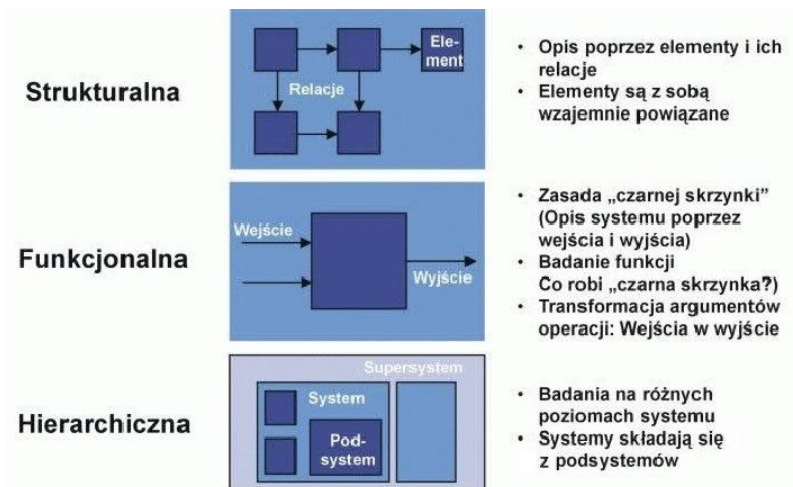 Strukturalna
Ele-
ment
Relacje
• Opis poprzez elementy i ich
relacje
• Elementy są z sobą
wzajemnie powiązane
Funkcjonalna
Wejście
Wyjście
• Zasada „czarnej skrzynki”
(Opis systemu poprzez
wejścia i wyjścia)
• Badanie funkcji
Co robi „czarna skrzynka?)
• Transformacja argumentów
operacji: Wejścia w wyjście
Hierarchiczna
Supersystem
System
Pod-
system
• Badania na różnych
poziomach systemu
• Systemy składają się
z podsystemów